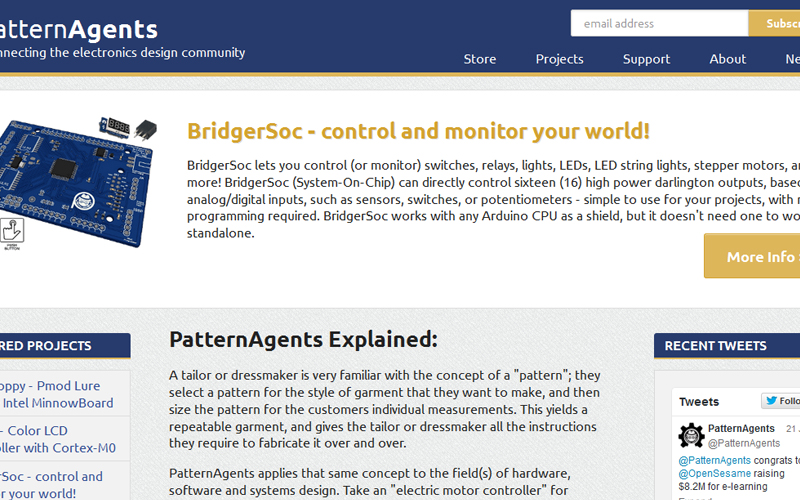 atternAgents
nnecting the electronics design community
email address
Subsc
Store
Projects
Support
About
Ne
BridgerSoc - control and monitor your world!
BridgerSoc lets you control (or monitor) switches, relays, lights, LEDs, LED string lights, stepper motors, an
more! BridgerSoc (System-On-Chip) can directly control sixteen (16) high power darlington outputs, based
analog/digital inputs, such as sensors, switches, or potentiometers - simple to use for your projects, with n
programming required. BridgerSoc works with any Arduino CPU as a shield, but it doesn't need one to wo
standalone.
More Info
RED PROJECTS
oppy - Pmod Lure
Intel MinnowBoard
- Color LCD
oller with Cortex-M0
rSoc - control and
r your world!
PatternAgents Explained:
A tailor or dressmaker is very familiar with the concept of a "pattern"; they
select a pattern for the style of garment that they want to make, and then
size the pattern for the customers individual measurements. This yields a
repeatable garment, and gives the tailor or dressmaker all the instructions
they require to fabricate it over and over.
PatternAgents applies that same concept to the field(s) of hardware,
software and systems design. Take an "electric motor controller" for
RECENT TWEETS
Tweets
Follo
PatternAgents
21
@PatternAgents
@PatternAgents congrats to
@OpenSesame raising
$8.2M for e-learning